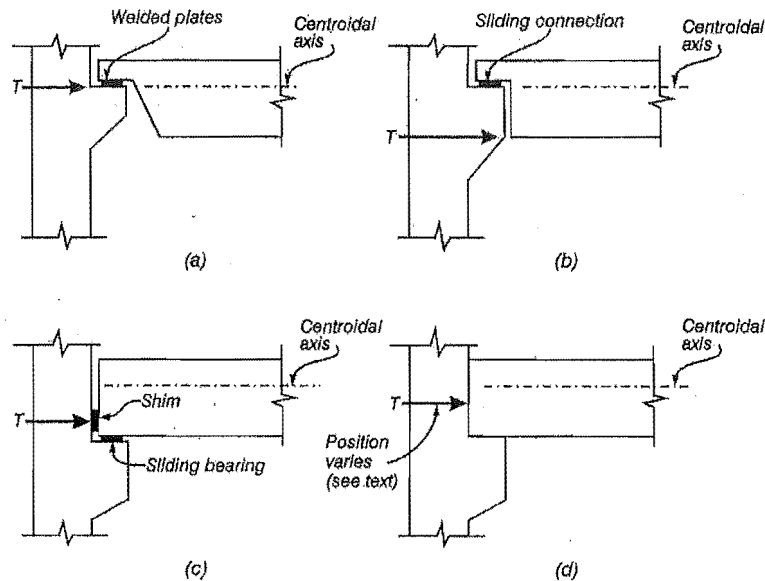 Welded plates
Centroidal
axis
T
(a)
Sliding connection
Centroidal
axis
T
(b)
Centroidal
axis
T
Shim
Sliding bearing
(c)
Centroidal
axis
T
Position
varies
(see text)
(d)